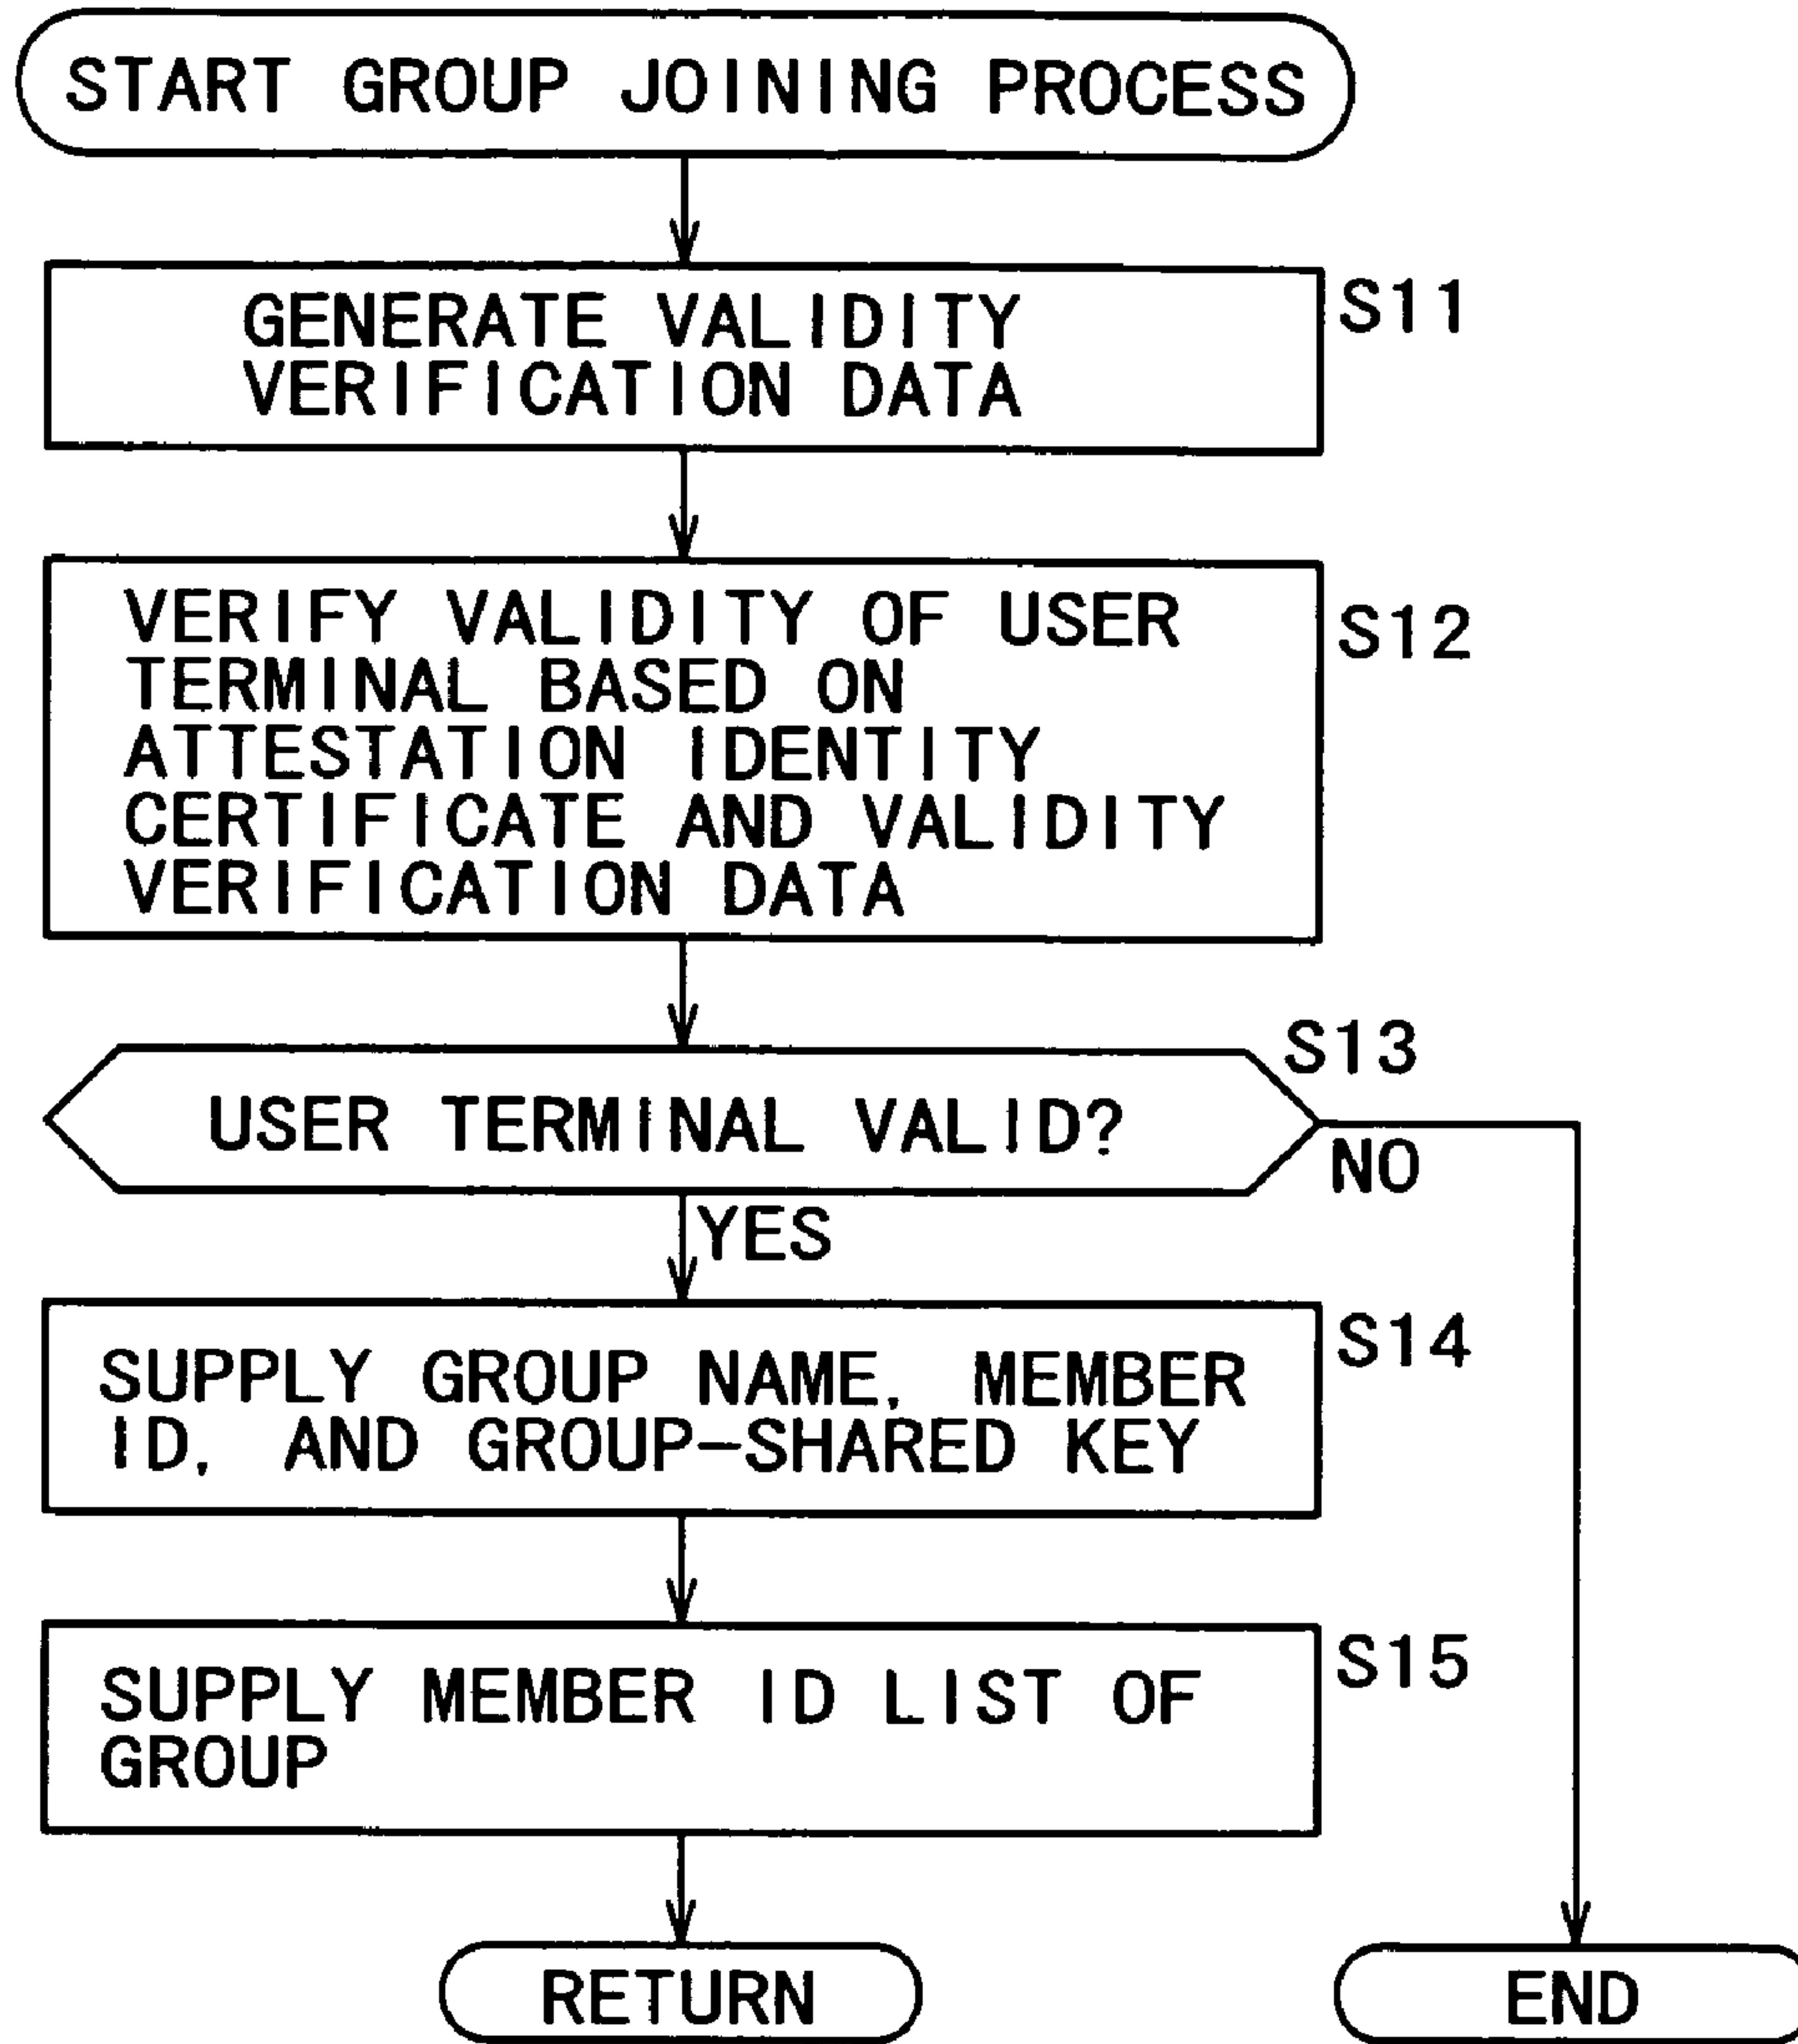 START GROUP JOINING PROCESS
GENERATE VALIDITY
VERIFICATION DATA
S11
VERIFY VALIDITY OF USER
TERMINAL BASED ON
ATTESTATION IDENTITY
CERTIFICATE AND VALIDITY
VERIFICATION DATA
S12
USER TERMINAL VALID?
S13
NO
YES
SUPPLY GROUP NAME, MEMBER
ID, AND GROUP-SHARED KEY
S14
SUPPLY MEMBER ID LIST OF
GROUP
S15
RETURN
END